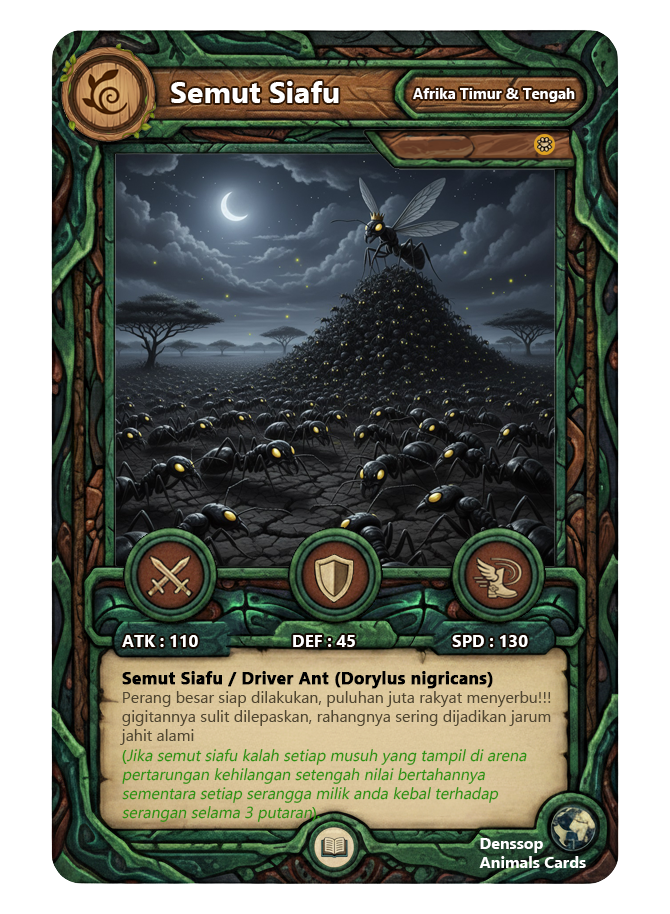 Semut Siafu
Afrika Timur & Tengah
ATK : 110
DEF : 45
SPD : 130
Semut Siafu / Driver Ant (Dorylus nigricans)
Perang besar siap dilakukan, puluhan juta rakyat menyerbu!!!
gigitannya sulit dilepaskan, rahangnya sering dijadikan jarum
jahit alami
(Jika semut siafu kalah setiap musuh yang tampil di arena
pertarungan kehilangan setengah nilai bertahannya
sementara setiap serangga milik anda kebal terhadap
serangan selama 3 putaran).
Denssop
Animals Cards